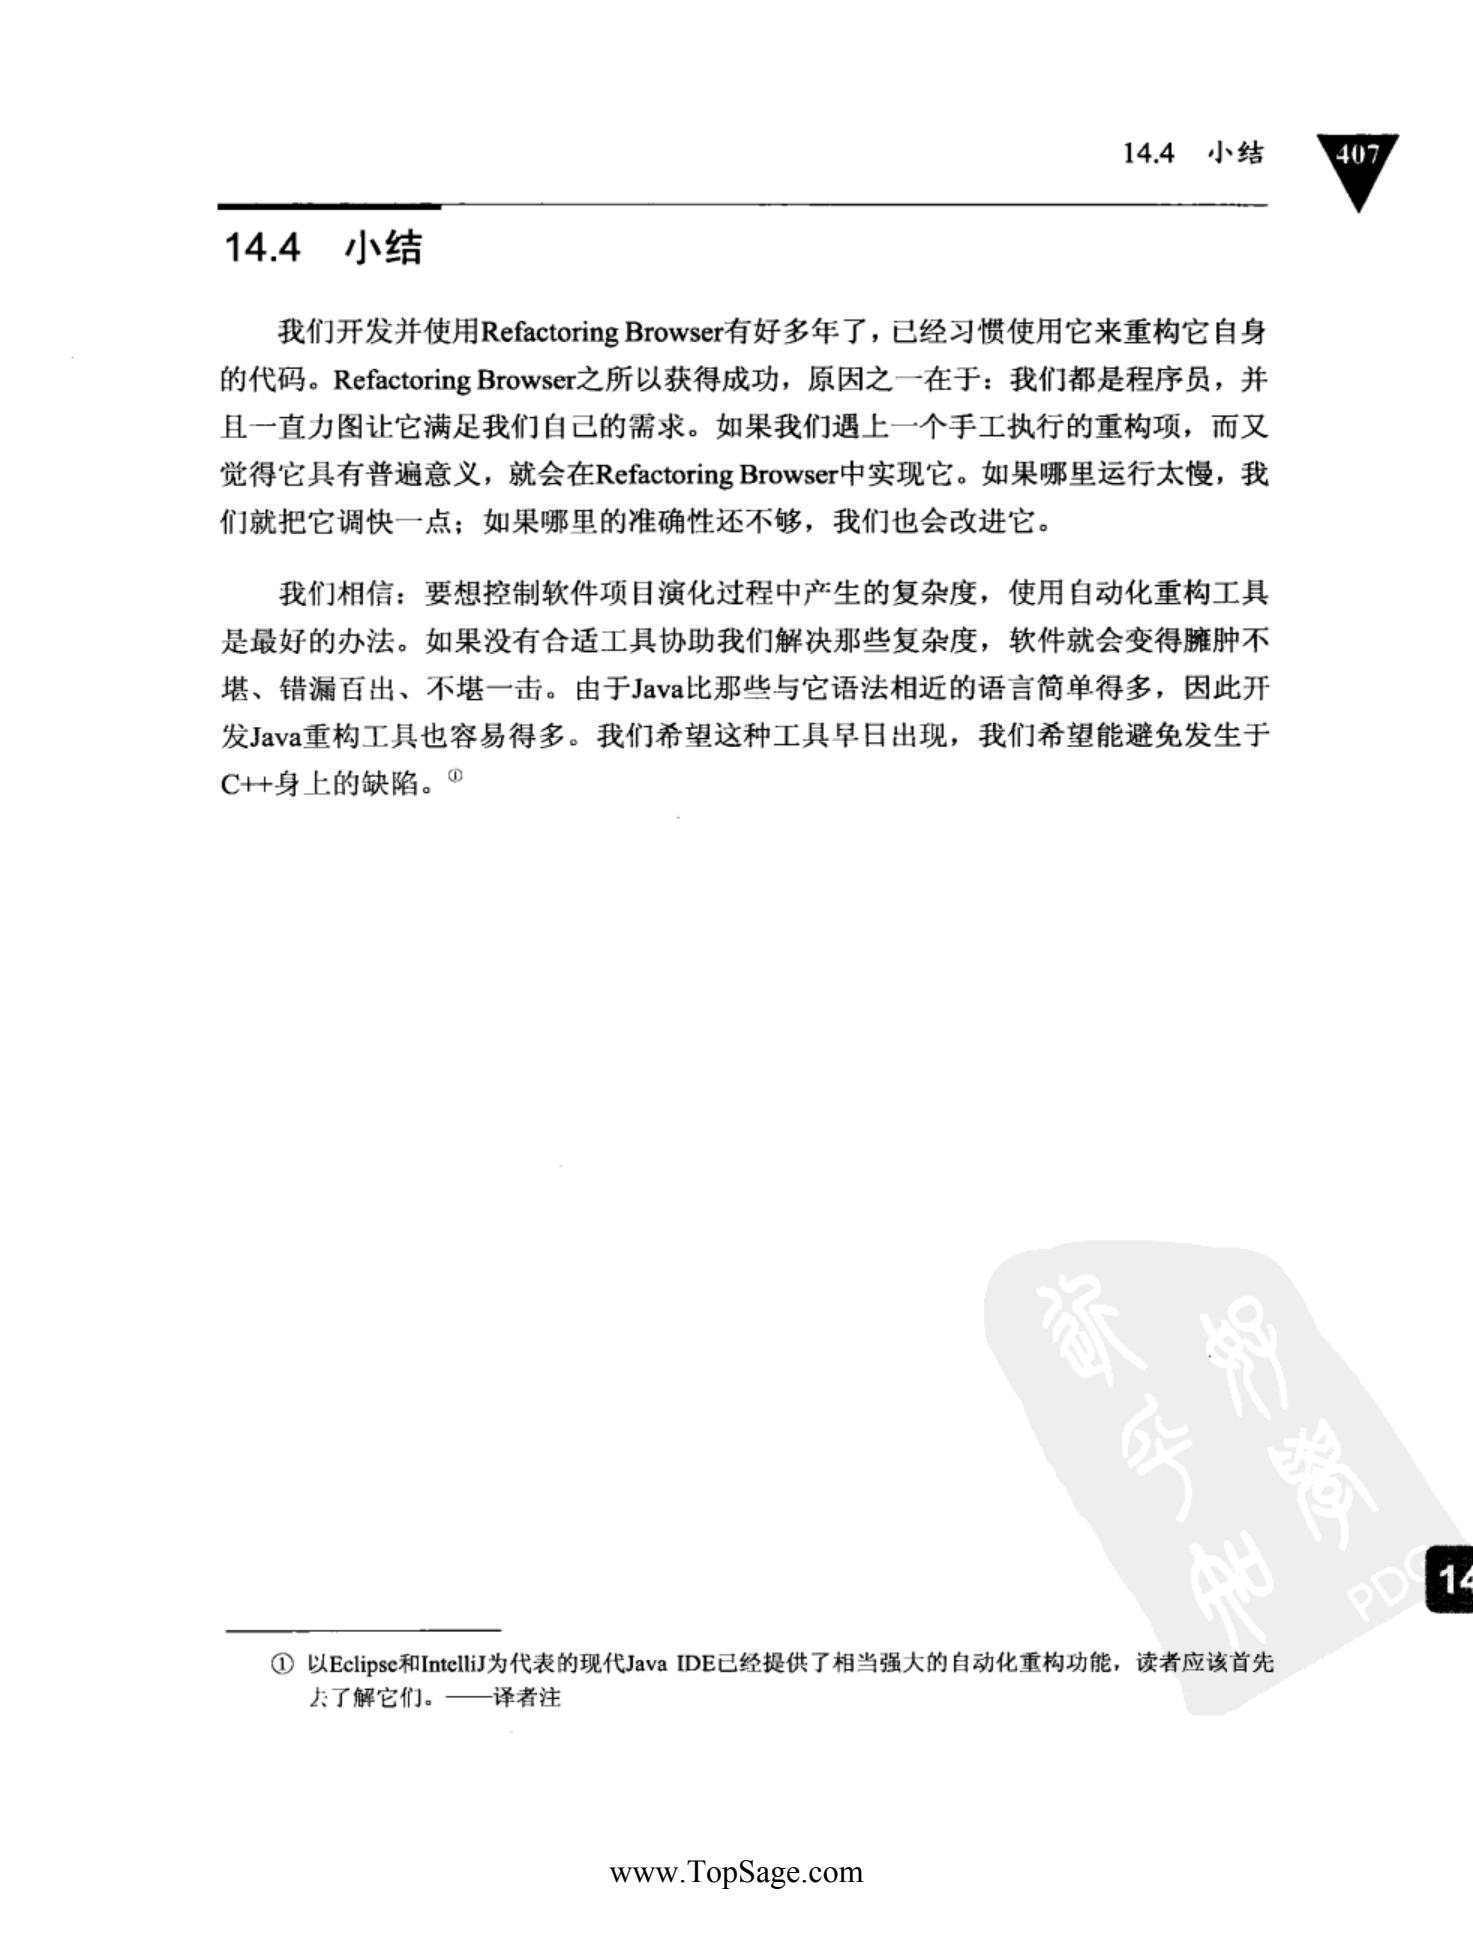 14.4 小结
407
14.4 小结
我们开发并使用Refactoring Browser有好多年了，已经习惯使用它来重构它自身
的代码。Refactoring Browser之所以获得成功，原因之一在于：我们都是程序员，并
且一直力图让它满足我们自己的需求。如果我们遇上一个手工执行的重构项，而又
觉得它具有普遍意义，就会在Refactoring Browser中实现它。如果哪里运行太慢，我
们就把它调快一点；如果哪里的准确性还不够，我们也会改进它。
我们相信：要想控制软件项目演化过程中产生的复杂度，使用自动化重构工具
是最好的办法。如果没有合适工具协助我们解决那些复杂度，软件就会变得臃肿不
堪、错漏百出、不堪一击。由于Java比那些与它语法相近的语言简单得多，因此开
发Java重构工具也容易得多。我们希望这种工具早日出现，我们希望能避免发生于
C++身上的缺陷。①
PDG
14
① 以Eclipse和IntelliJ为代表的现代Java IDE已经提供了相当强大的自动化重构功能，读者应该首先
去了解它们。——译者注
www.TopSage.com